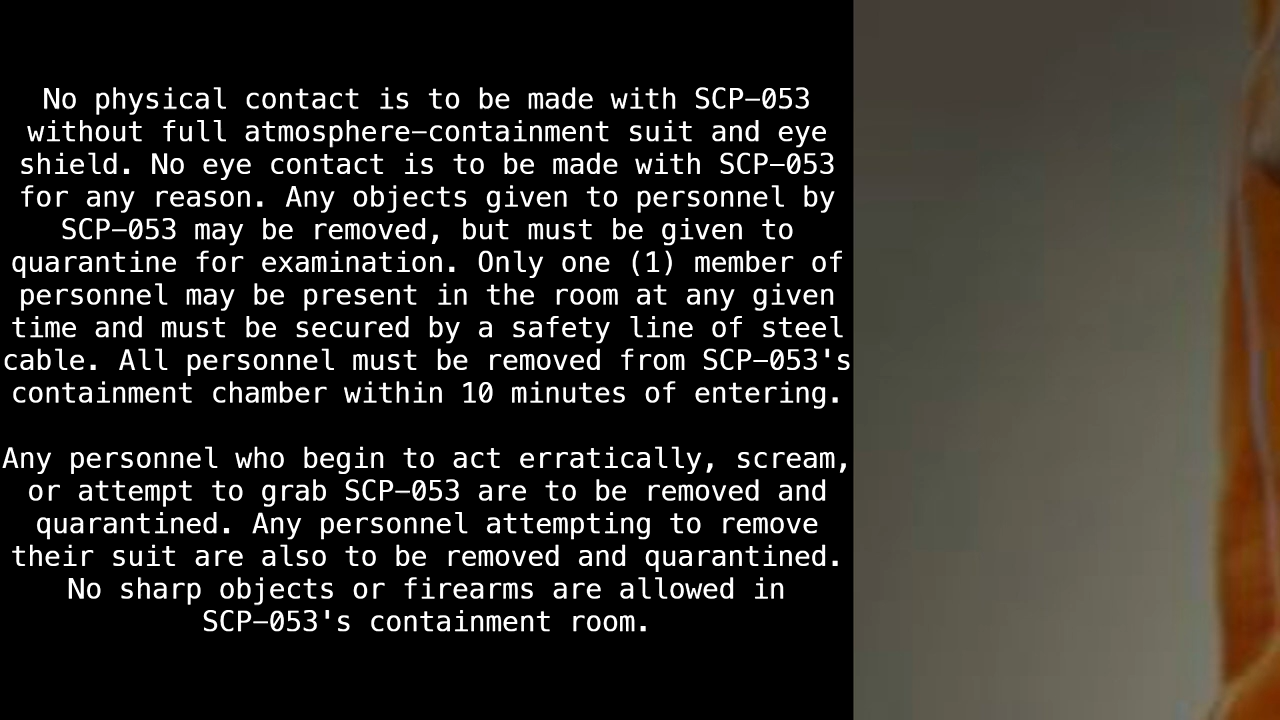 No physical contact is to be made with SCP-053
without full atmosphere-containment suit and eye
shield. No eye contact is to be made with SCP-053
for any reason. Any objects given to personnel by
SCP-053 may be removed, but must be given to
quarantine for examination. Only one (1) member of
personnel may be present in the room at any given
time and must be secured by a safety line of steel
cable. All personnel must be removed from SCP-053's
containment chamber within 10 minutes of entering.

Any personnel who begin to act erratically, scream,
or attempt to grab SCP-053 are to be removed and
quarantined. Any personnel attempting to remove
their suit are also to be removed and quarantined.
No sharp objects or firearms are allowed in
SCP-053's containment room.